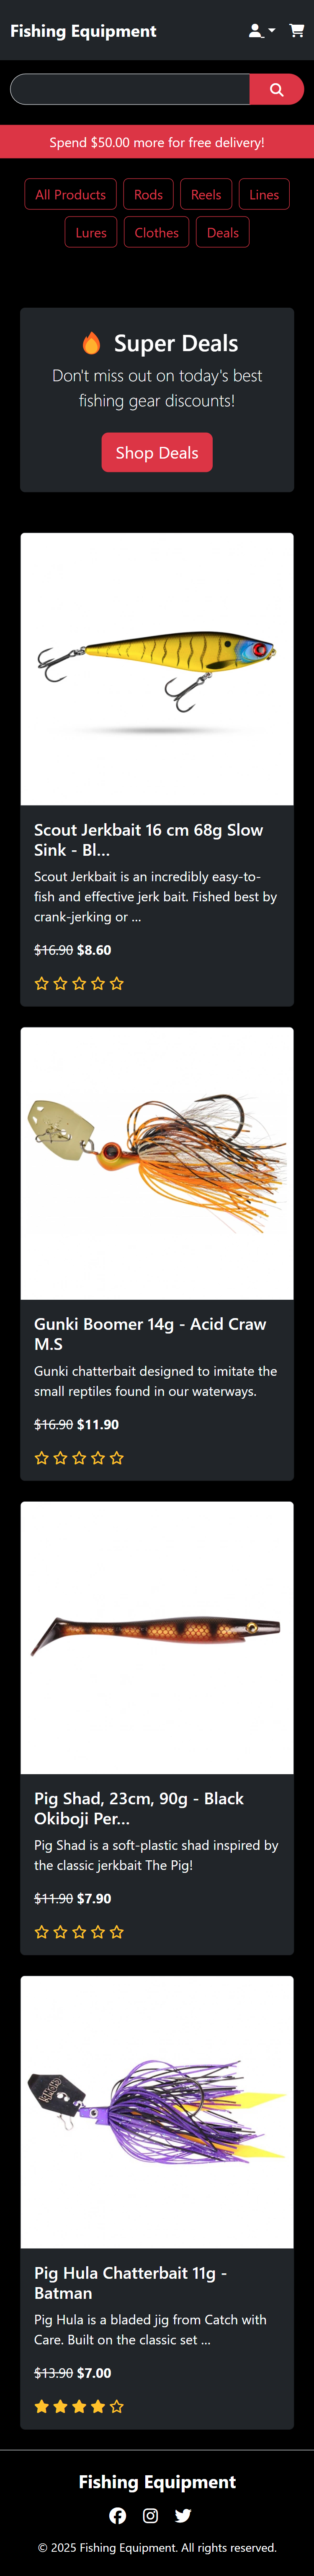 Fishing Equipment
Spend $50.00 more for free delivery!
All Products Rods Reels Lines
Lures Clothes Deals
🔥 Super Deals
Don't miss out on today's best
fishing gear discounts!
Shop Deals
Scout Jerkbait 16 cm 68g Slow
Sink - Bl...
Scout Jerkbait is an incredibly easy-to-
fish and effective jerk bait. Fished best by
crank-jerking or ...
$16.90 $8.60
Gunki Boomer 14g - Acid Craw
M.S
Gunki chatterbait designed to imitate the
small reptiles found in our waterways.
$16.90 $11.90
Pig Shad, 23cm, 90g - Black
Okiboji Per...
Pig Shad is a soft-plastic shad inspired by
the classic jerkbait The Pig!
$11.90 $7.90
Pig Hula Chatterbait 11g -
Batman
Pig Hula is a bladed jig from Catch with
Care. Built on the classic set ...
$13.90 $7.00
Fishing Equipment
© 2025 Fishing Equipment. All rights reserved.